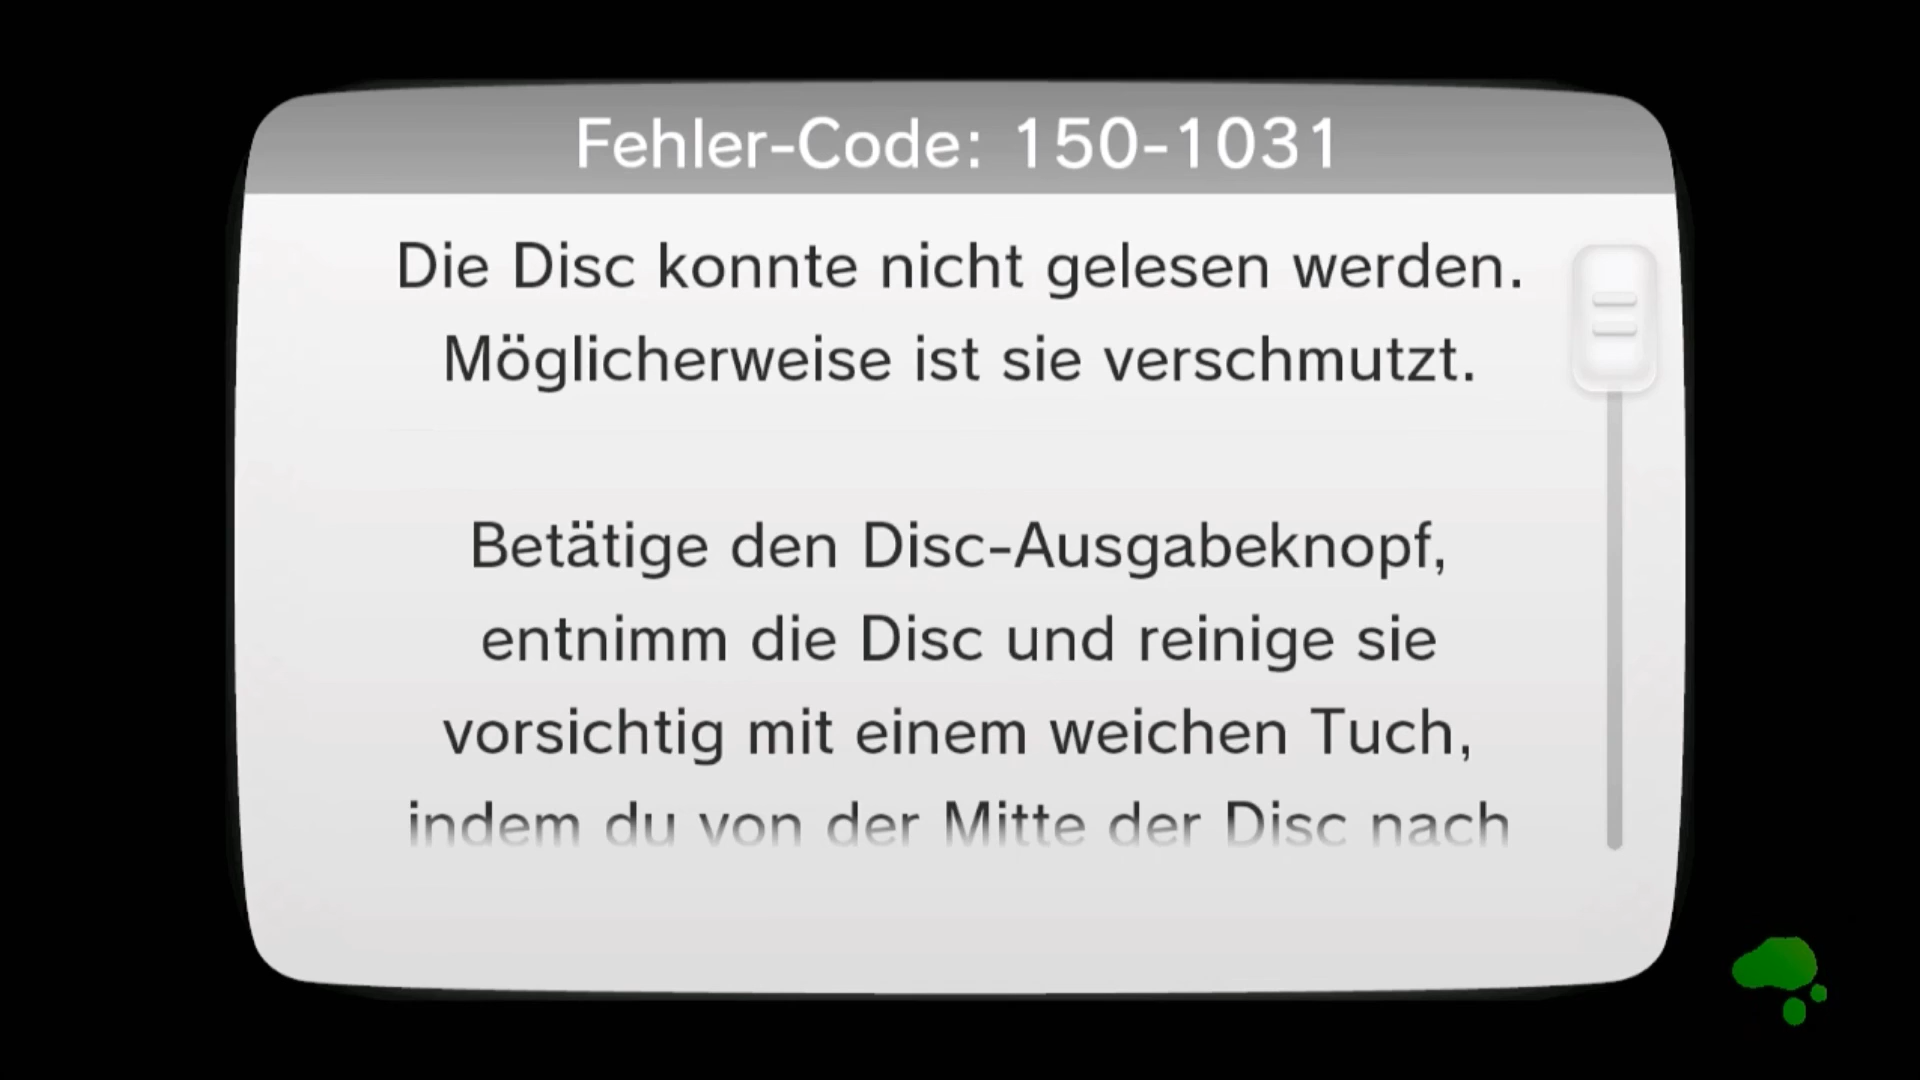 Fehler-Code: 150-1031
Die Disc konnte nicht gelesen werden.
Möglicherweise ist sie verschmutzt.
Betätige den Disc-Ausgabeknopf,
entnimm die Disc und reinige sie
vorsichtig mit einem weichen Tuch,
indem du von der Mitte der Disc nach